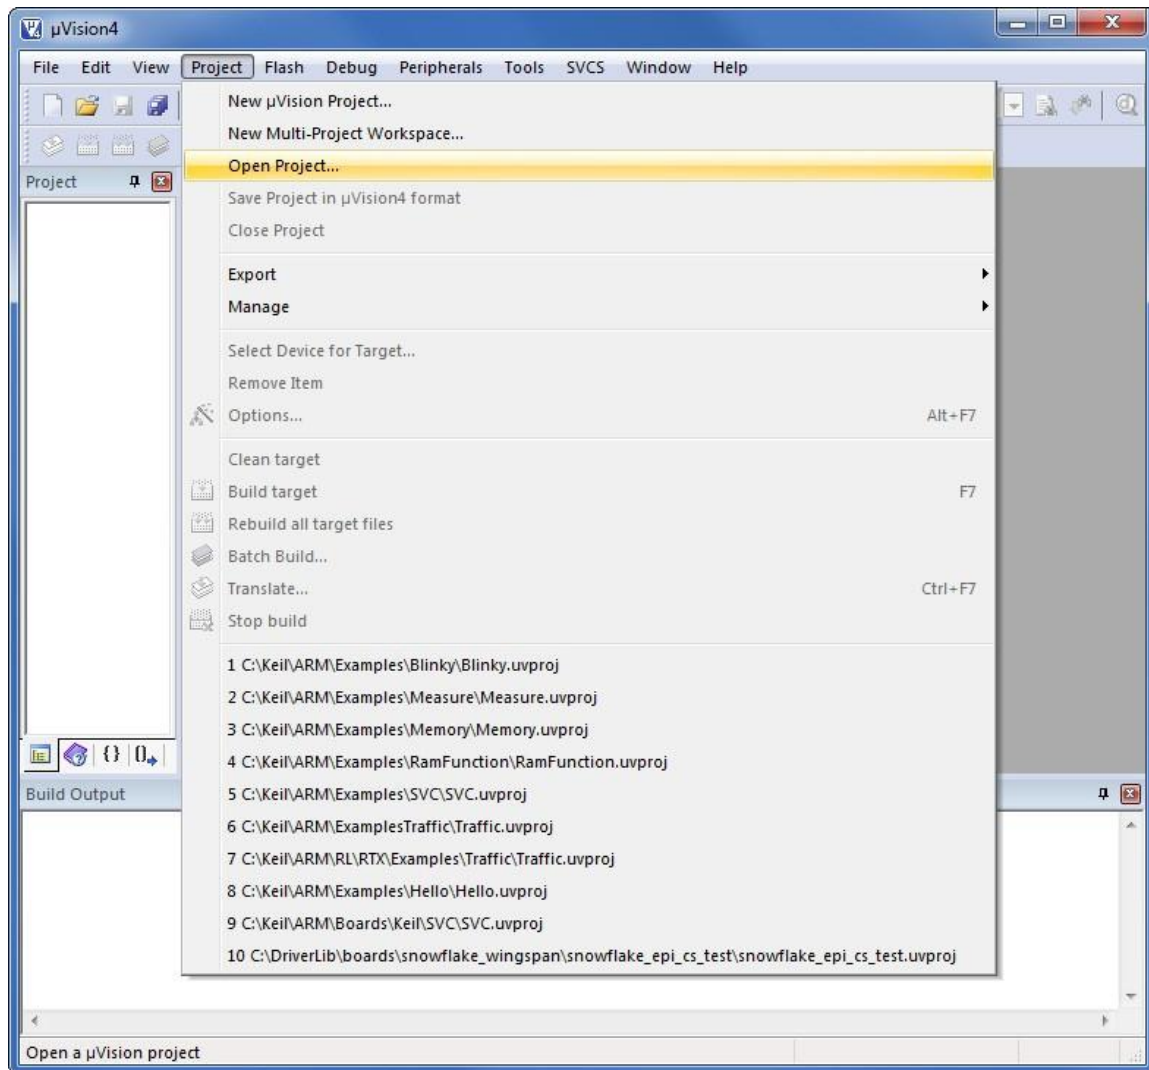 µVision4
File Edit View Project Flash Debug Peripherals Tools SVCS Window Help
New µVision Project...
New Multi-Project Workspace...
Open Project...
Project
Save Project in µVision4 format
Close Project
Export
Manage
Select Device for Target...
Remove Item
Options... Alt+F7
Clean target
Build target F7
Rebuild all target files
Batch Build...
Translate... Ctrl+F7
Stop build
1 C:\Keil\ARM\Examples\Blinky\Blinky.uvproj
2 C:\Keil\ARM\Examples\Measure\Measure.uvproj
3 C:\Keil\ARM\Examples\Memory\Memory.uvproj
4 C:\Keil\ARM\Examples\RamFunction\RamFunction.uvproj
5 C:\Keil\ARM\Examples\SVC\SVC.uvproj
6 C:\Keil\ARM\ExamplesTraffic\Traffic.uvproj
7 C:\Keil\ARM\RL\RTX\Examples\Traffic\Traffic.uvproj
8 C:\Keil\ARM\Examples\Hello\Hello.uvproj
9 C:\Keil\ARM\Boards\Keil\SVC\SVC.uvproj
10 C:\DriverLib\boards\snowflake_wingspan\snowflake_epi_cs_test\snowflake_epi_cs_test.uvproj
{} 0
Build Output
Open a µVision project